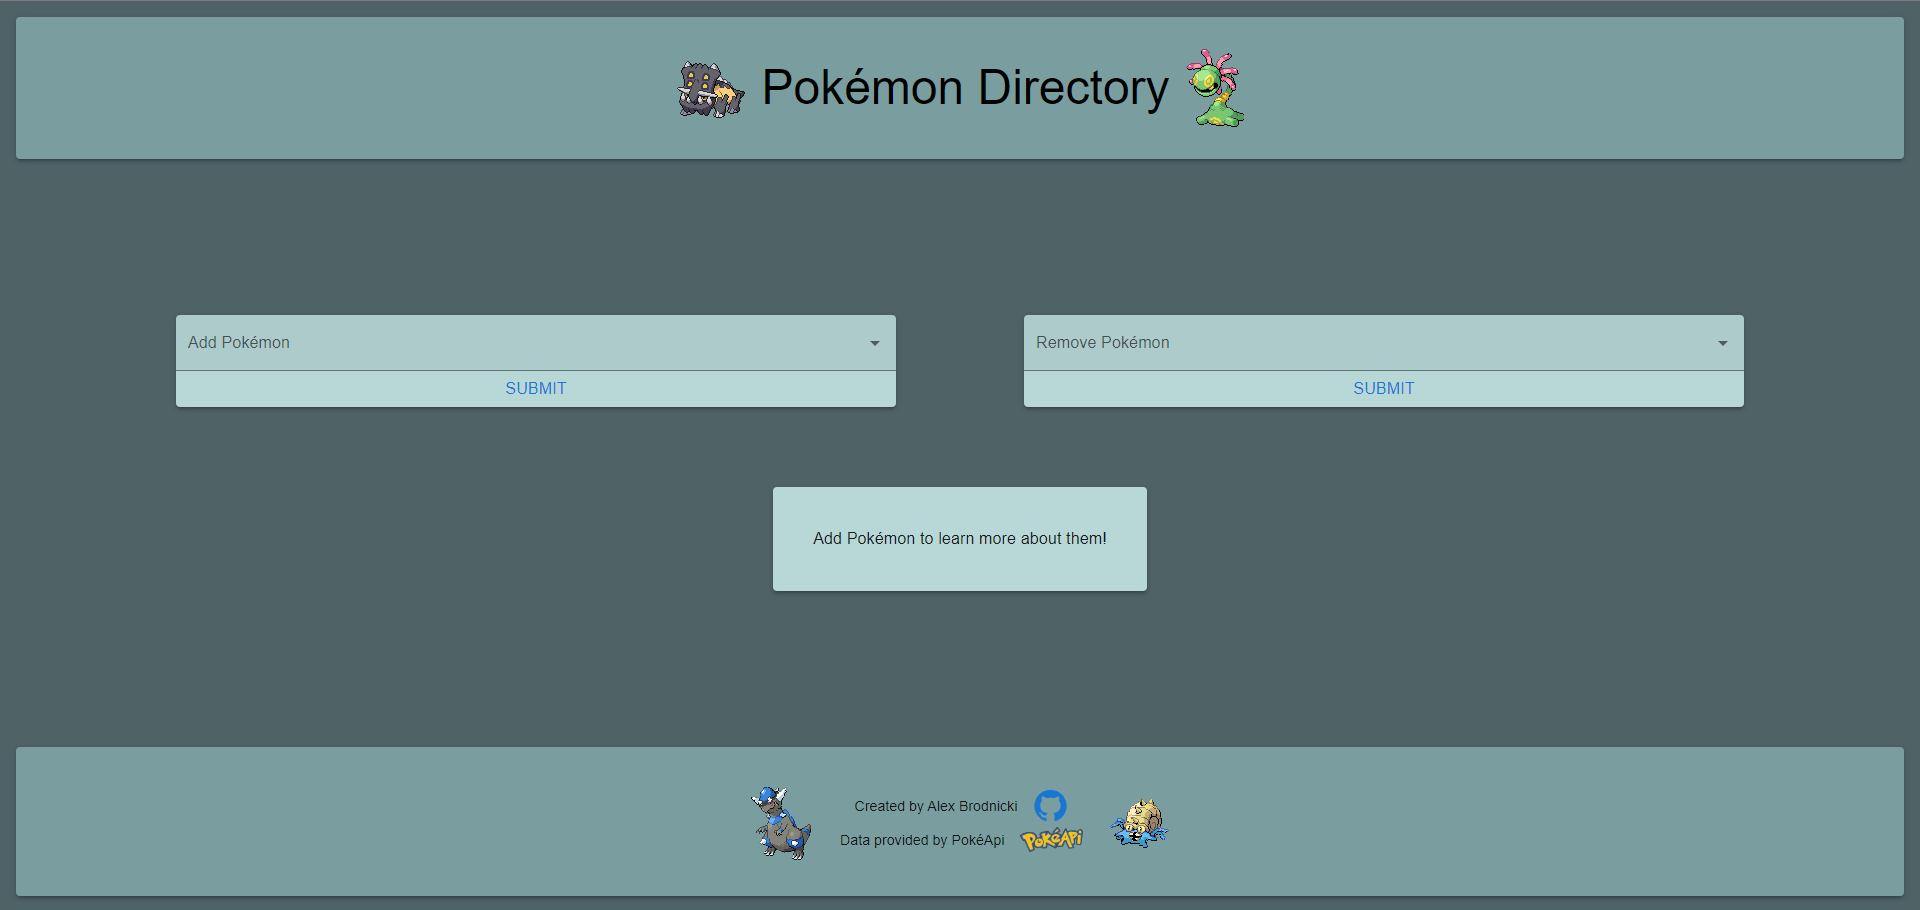 Pokémon Directory
Add Pokémon
SUBMIT
Remove Pokémon
SUBMIT
Add Pokémon to learn more about them!
Created by Alex Brodnicki
Data provided by PokéApi
PokéApi